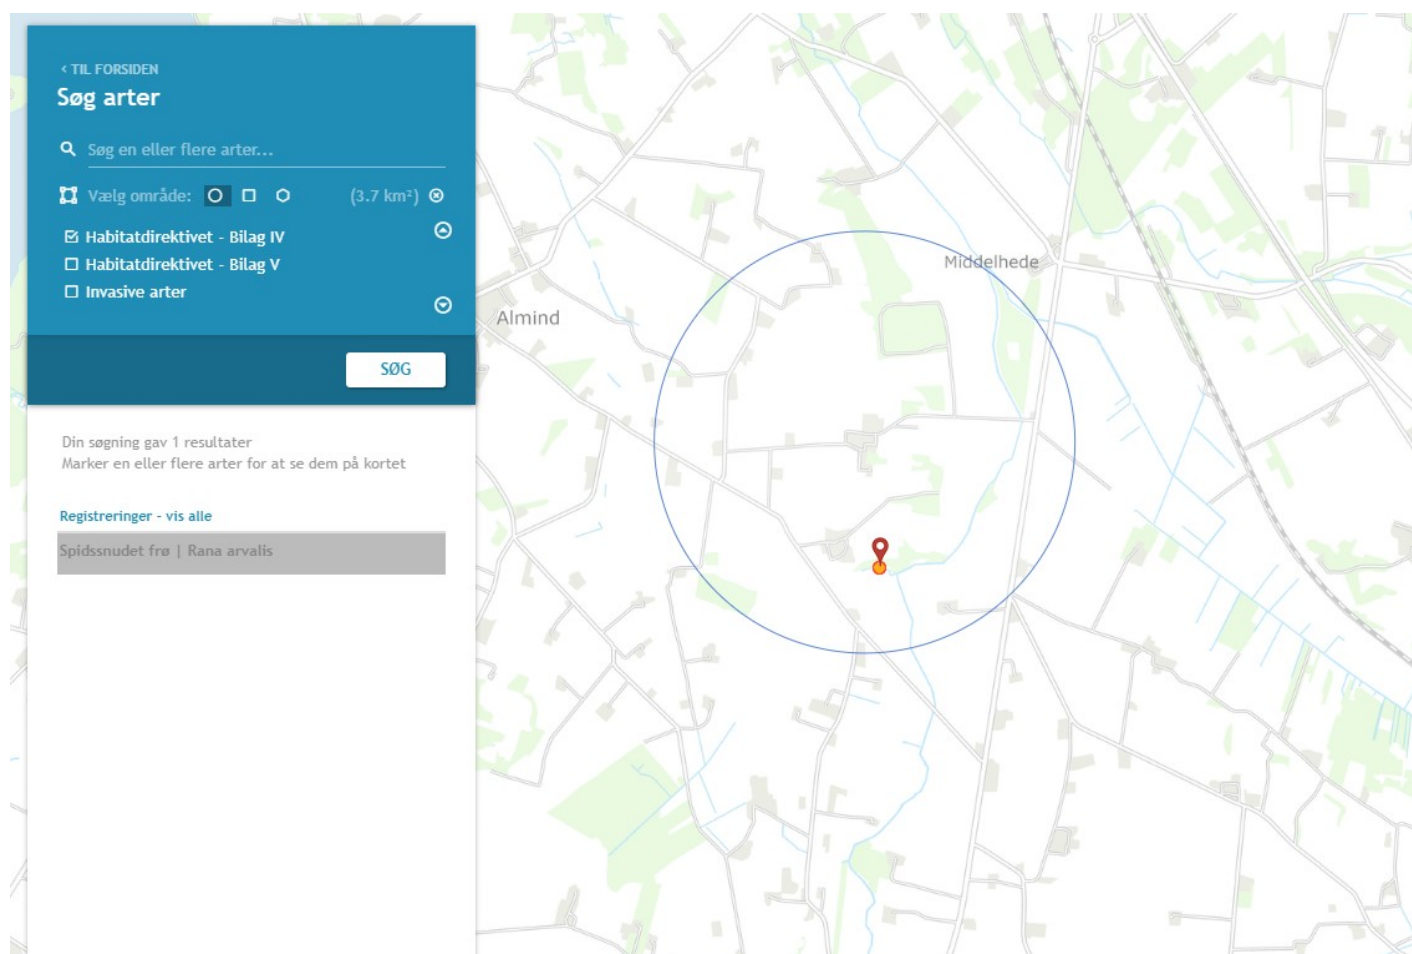 ‹ TIL FORSIDEN
Søg arter
Søg en eller flere arter...
Vælg område: (3.7 km²)
Habitatdirektivet - Bilag IV
Habitatdirektivet - Bilag V
Invasive arter
SØG
Din søgning gav 1 resultater
Marker en eller flere arter for at se dem på kortet
Registreringer - vis alle
Spidssnudet frø | Rana arvalis
Almind
Middelhede